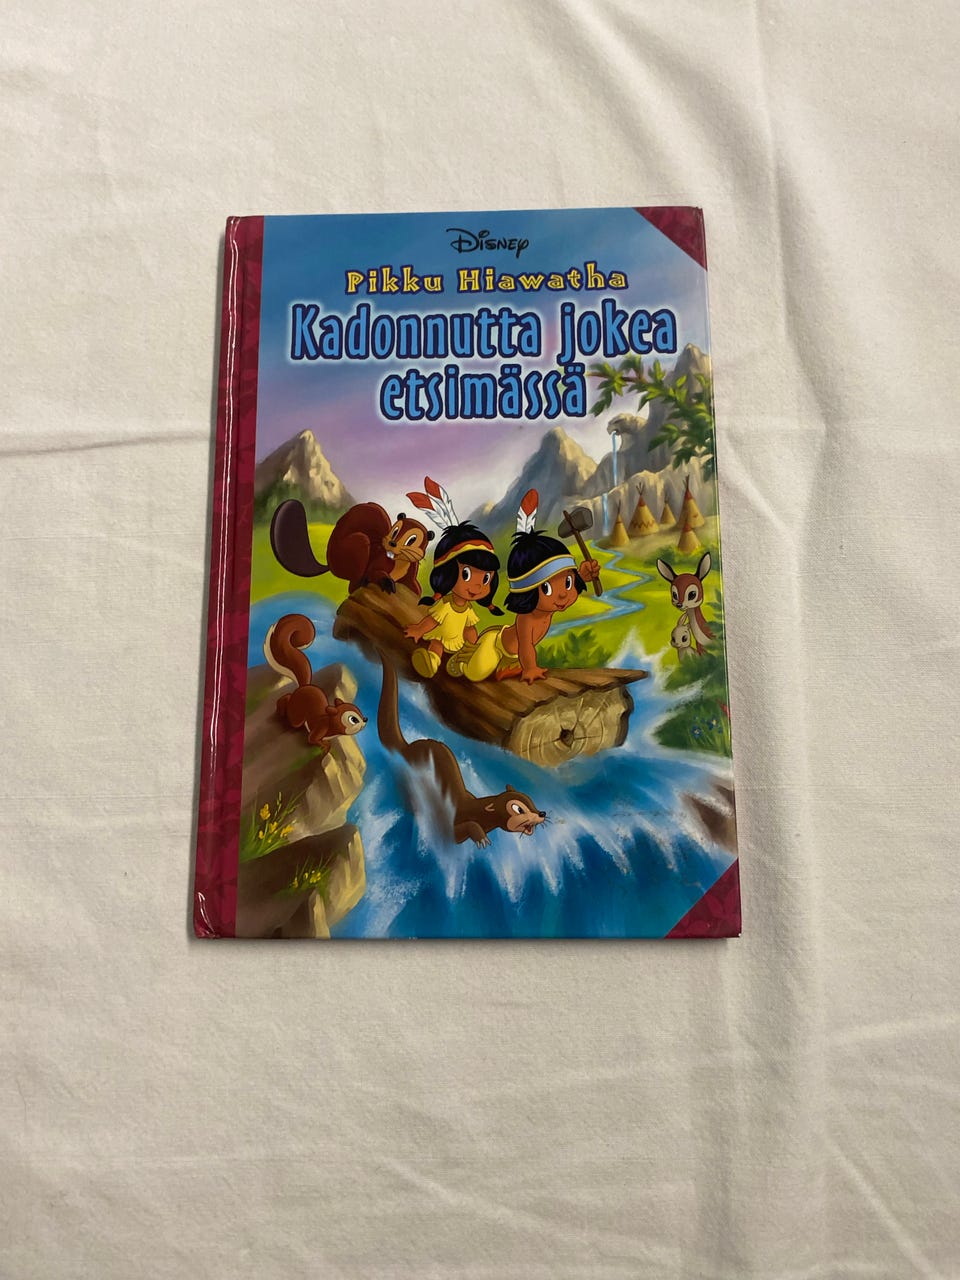 Disney
Pikku Hiawatha
Kadonnutta jokea
etsimässä